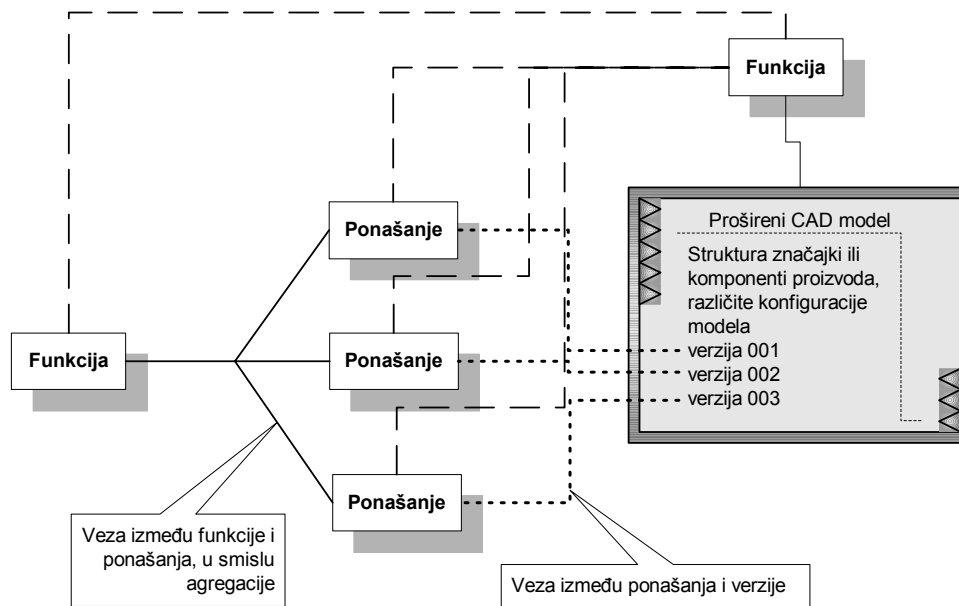 Funkcija
Ponašanje
Prošireni CAD model
Struktura značajki ili
komponenti proizvoda,
različite konfiguracije
modela
verzija 001
verzija 002
verzija 003
Funkcija
Ponašanje
Ponašanje
Veza između funkcije i
ponašanja, u smislu
agregacije
Veza između ponašanja i verzije